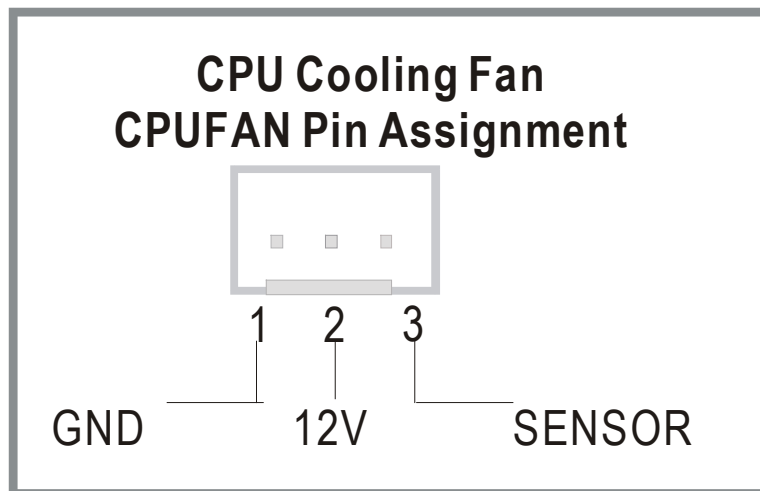 CPU Cooling Fan
CPUFAN Pin Assignment
1 2 3
GND 12V SENSOR